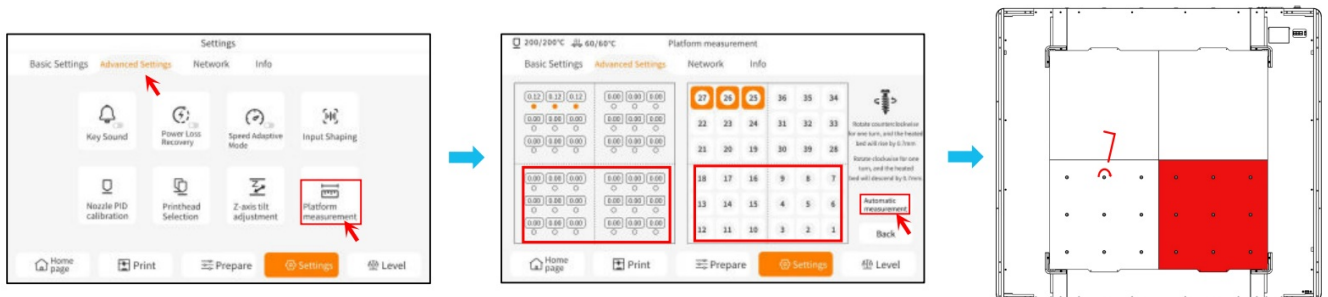 Settings
Basic Settings Advanced Settings Network Info
Key Sound
Power Loss
Recovery
Speed Adaptive
Mode
Input Shaping
Nozzle PID
calibration
Printhead
Selection
Z-axis tilt
adjustment
Platform
measurement
Home
page
Print
Prepare
Settings
Level
200/200°C 60/60°C Platform measurement
Basic Settings Advanced Settings Network Info
0.12 0.12 0.12 0.00 0.00 0.00
0.00 0.00 0.00 0.00 0.00 0.00
0.00 0.00 0.00 0.00 0.00 0.00
0.00 0.00 0.00 0.00 0.00 0.00
0.00 0.00 0.00 0.00 0.00 0.00
0.00 0.00 0.00 0.00 0.00 0.00
27 26 25 36 35 34
22 23 24 31 32 33
21 20 19 30 39 28
18 17 16 9 8 7
13 14 15 4 5 6
12 11 10 3 2 1
Rotate counterclockwise
for one turn, and the heated
bed will rise by 0.7mm
Rotate clockwise for one
turn, and the heated
bed will descend by 0.7mm
Automatic
measurement
Back
Home
page
Print
Prepare
Settings
Level